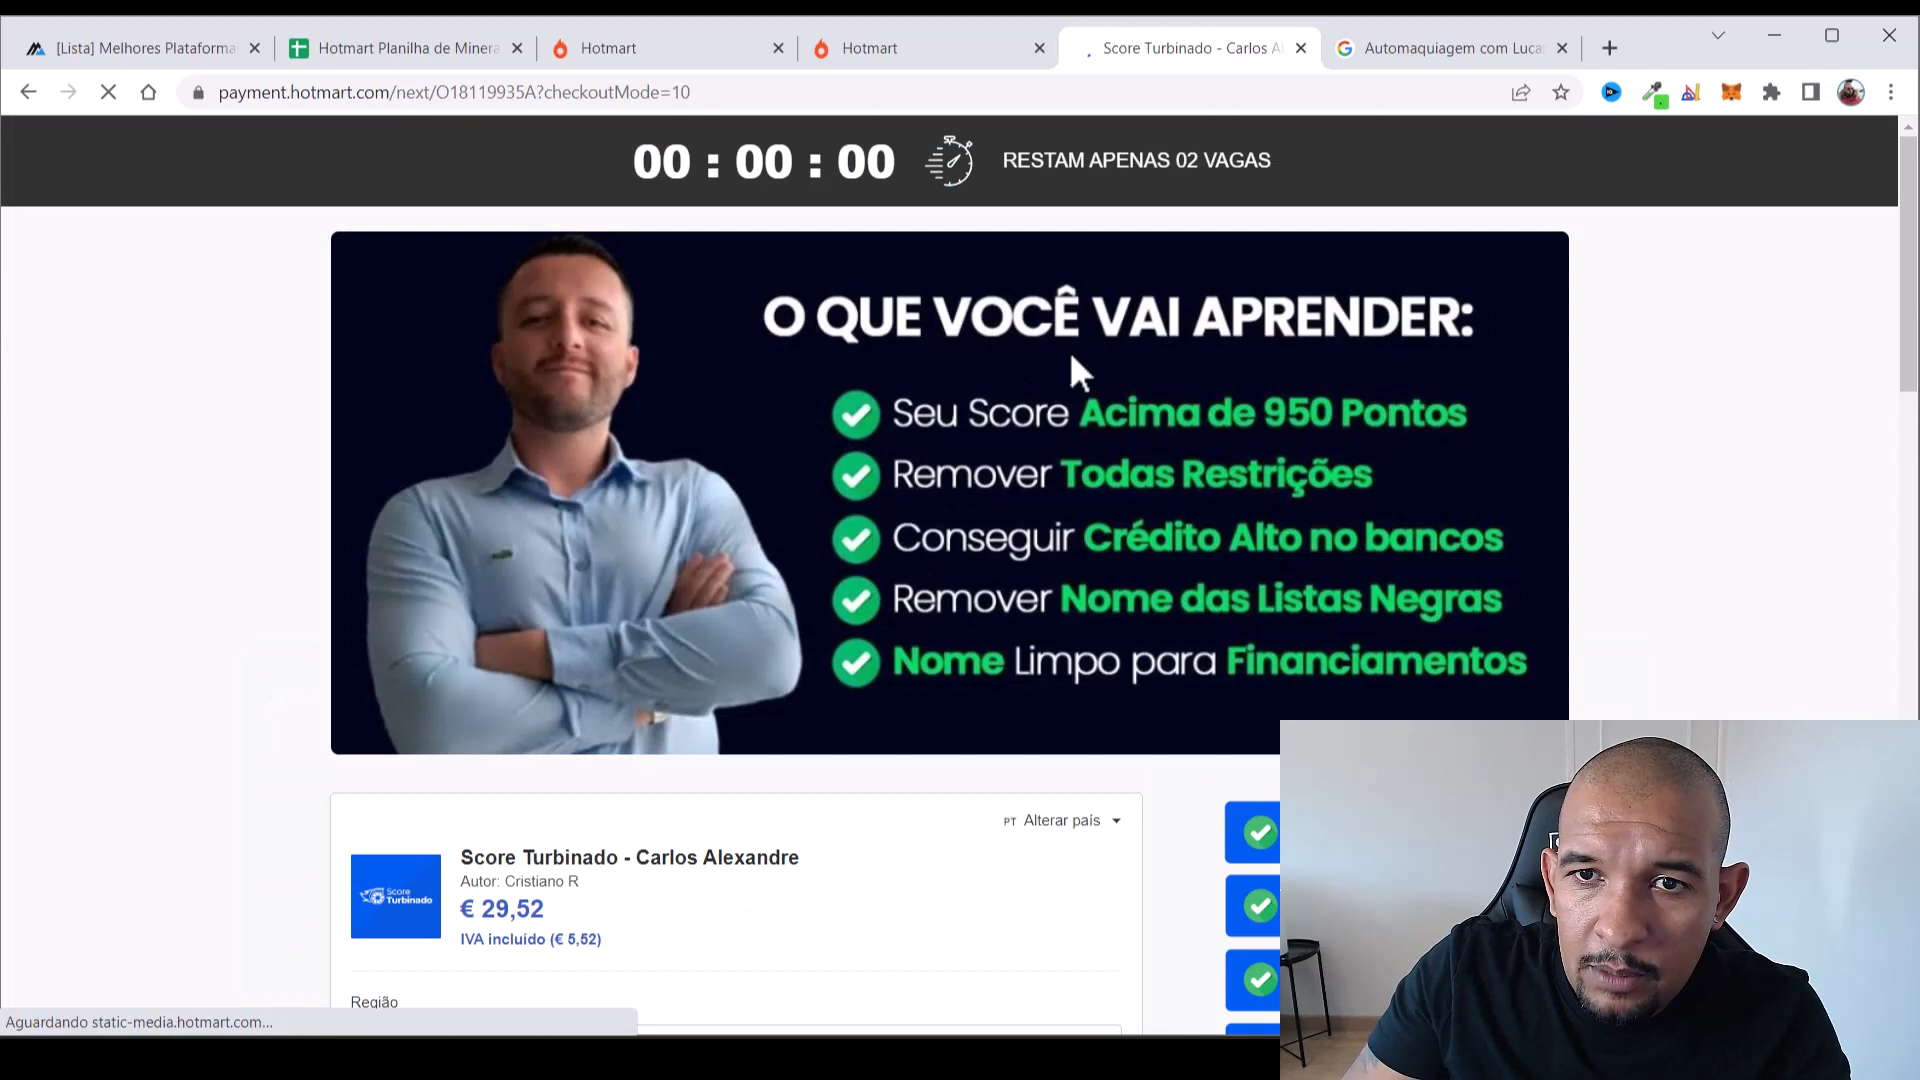 [Lista] Melhores Plataforma
Hotmart Planilha de Minera
Hotmart
Hotmart
Score Turbinado - Carlos A
Automaquiagem com Luca
payment.hotmart.com/next/O18119935A?checkoutMode=10
00 : 00 : 00
RESTAM APENAS 02 VAGAS
O QUE VOCÊ VAI APRENDER:
Seu Score Acima de 950 Pontos
Remover Todas Restrições
Conseguir Crédito Alto no bancos
Remover Nome das Listas Negras
Nome Limpo para Financiamentos
PT Alterar país
Score Turbinado
Score Turbinado - Carlos Alexandre
Autor: Cristiano R
€ 29,52
IVA incluído (€ 5,52)
Região
Aguardando static-media.hotmart.com...